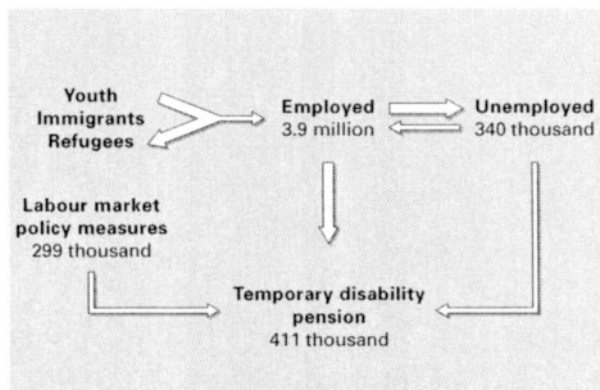 Youth
Immigrants
Refugees
Employed
3.9 million
Unemployed
340 thousand
Labour market
policy measures
299 thousand
Temporary disability
pension
411 thousand